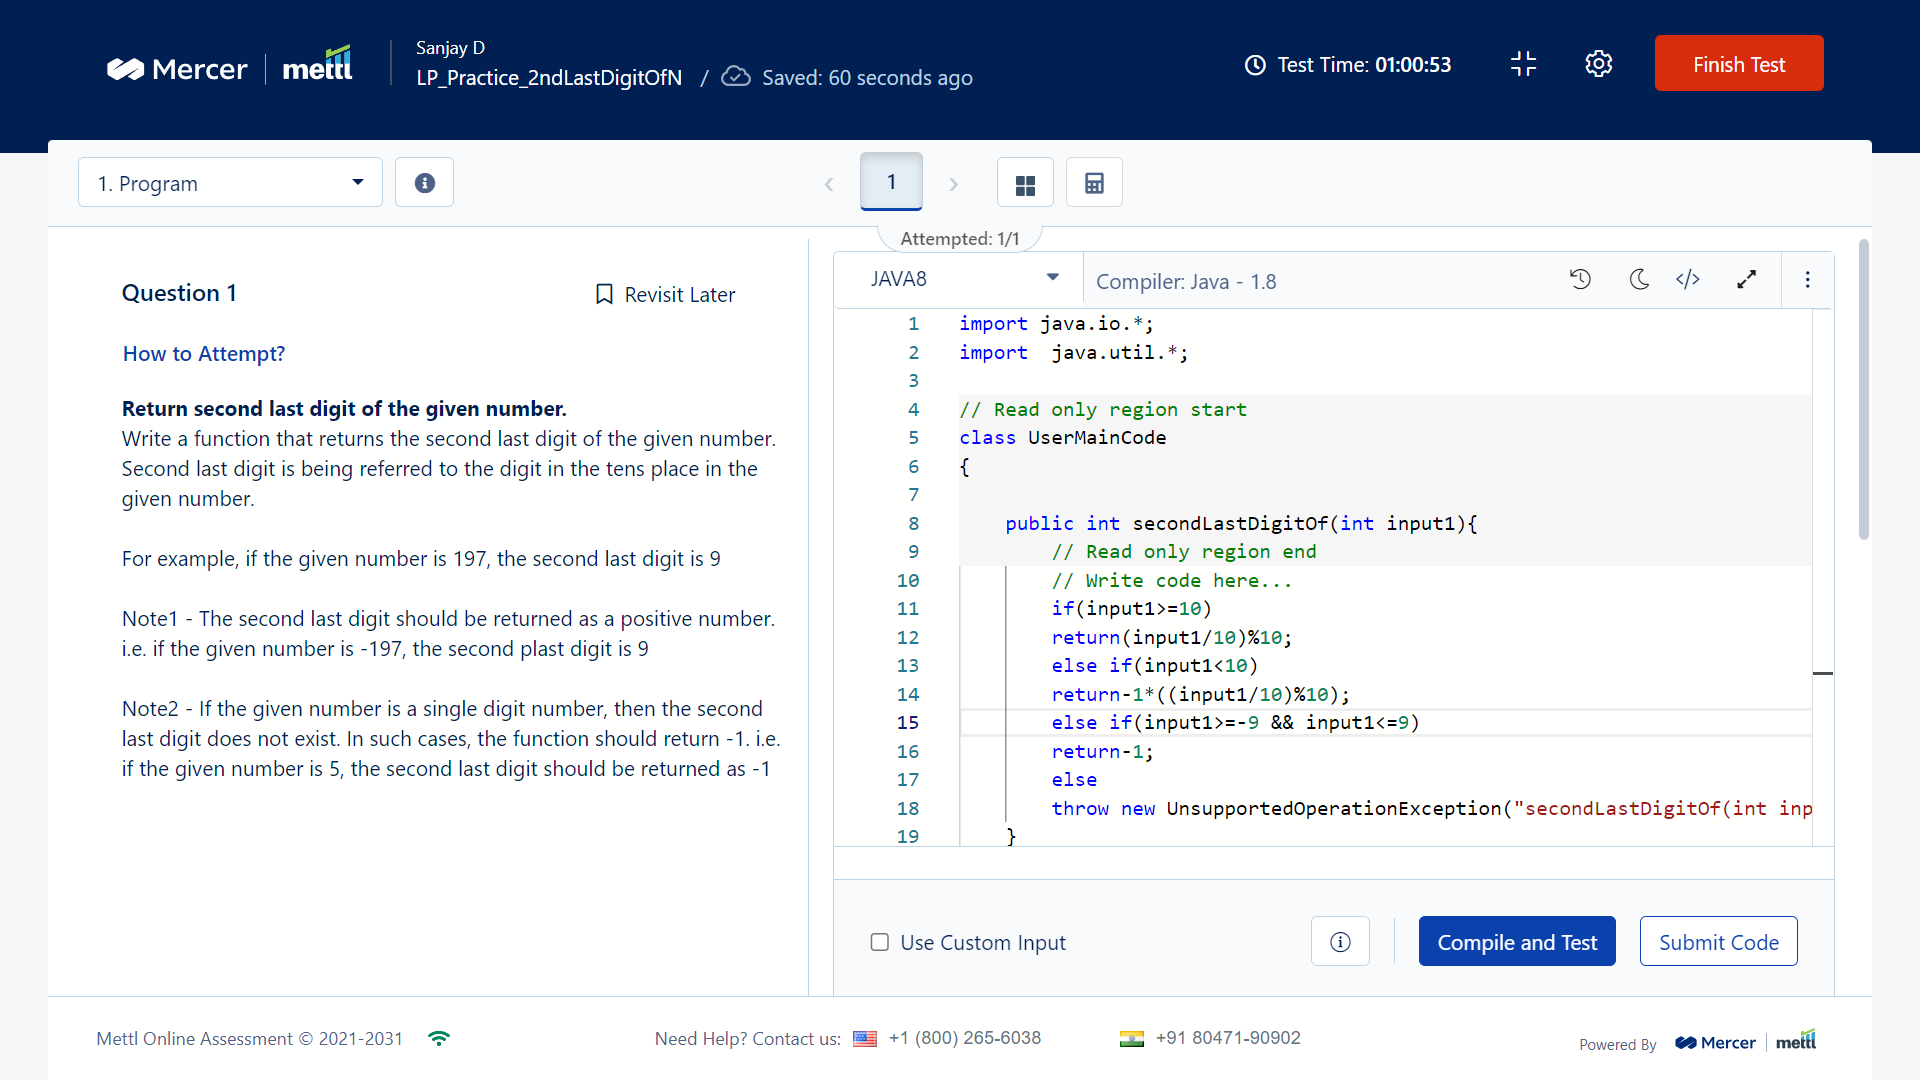 Mercer | mettl
Sanjay D
LP_Practice_2ndLastDigitOfN / Saved: 60 seconds ago
Test Time: 01:00:53
Finish Test
1. Program
1
Attempted: 1/1
Question 1
Revisit Later
How to Attempt?
Return second last digit of the given number.
Write a function that returns the second last digit of the given number.
Second last digit is being referred to the digit in the tens place in the
given number.
For example, if the given number is 197, the second last digit is 9
Note1 - The second last digit should be returned as a positive number.
i.e. if the given number is -197, the second plast digit is 9
Note2 - If the given number is a single digit number, then the second
last digit does not exist. In such cases, the function should return -1. i.e.
if the given number is 5, the second last digit should be returned as -1
JAVA8
Compiler: Java - 1.8
1 import java.io.*;
2 import  java.util.*;
3
4 // Read only region start
5 class UserMainCode
6 {
7
8     public int secondLastDigitOf(int input1){
9         // Read only region end
10         // Write code here...
11         if(input1>=10)
12         return(input1/10)%10;
13         else if(input1<10)
14         return-1*((input1/10)%10);
15         else if(input1>=-9 && input1<=9)
16         return-1;
17         else
18         throw new UnsupportedOperationException("secondLastDigitOf(int inp
19     }
Use Custom Input
Compile and Test
Submit Code
Mettl Online Assessment © 2021-2031
Need Help? Contact us: +1 (800) 265-6038
+91 80471-90902
Powered By Mercer | mettl